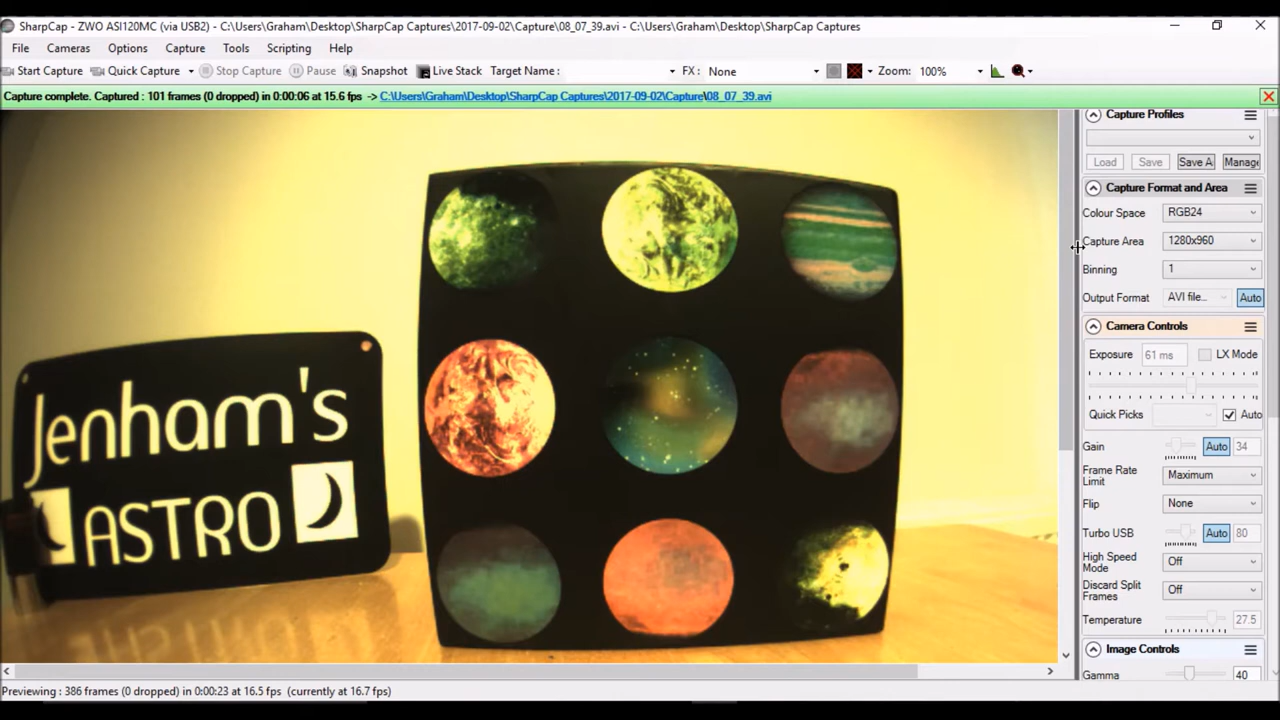 SharpCap - ZWO ASI120MC (via USB2) - C:\Users\Graham\Desktop\SharpCap Captures\2017-09-02\Capture\08_07_39.avi - C:\Users\Graham\Desktop\SharpCap Captures
File Cameras Options Capture Tools Scripting Help
Start Capture Quick Capture Stop Capture Pause Snapshot Live Stack Target Name : FX : None Zoom: 100%
Capture complete. Captured : 101 frames (0 dropped) in 0:00:06 at 15.6 fps -> C:\Users\Graham\Desktop\SharpCap Captures\2017-09-02\Capture\08_07_39.avi
Capture Profiles
Load Save Save A Manage
Capture Format and Area
Colour Space RGB24
Capture Area 1280x960
Binning 1
Output Format AVI file... Auto
Camera Controls
Exposure 61 ms LX Mode
Quick Picks Auto
Gain Auto 34
Frame Rate Limit Maximum
Flip None
Turbo USB Auto 80
High Speed Mode Off
Discard Split Frames Off
Temperature 27.5
Image Controls
Gamma 40
Jenham's
ASTRO
Previewing : 386 frames (0 dropped) in 0:00:23 at 16.5 fps (currently at 16.7 fps)